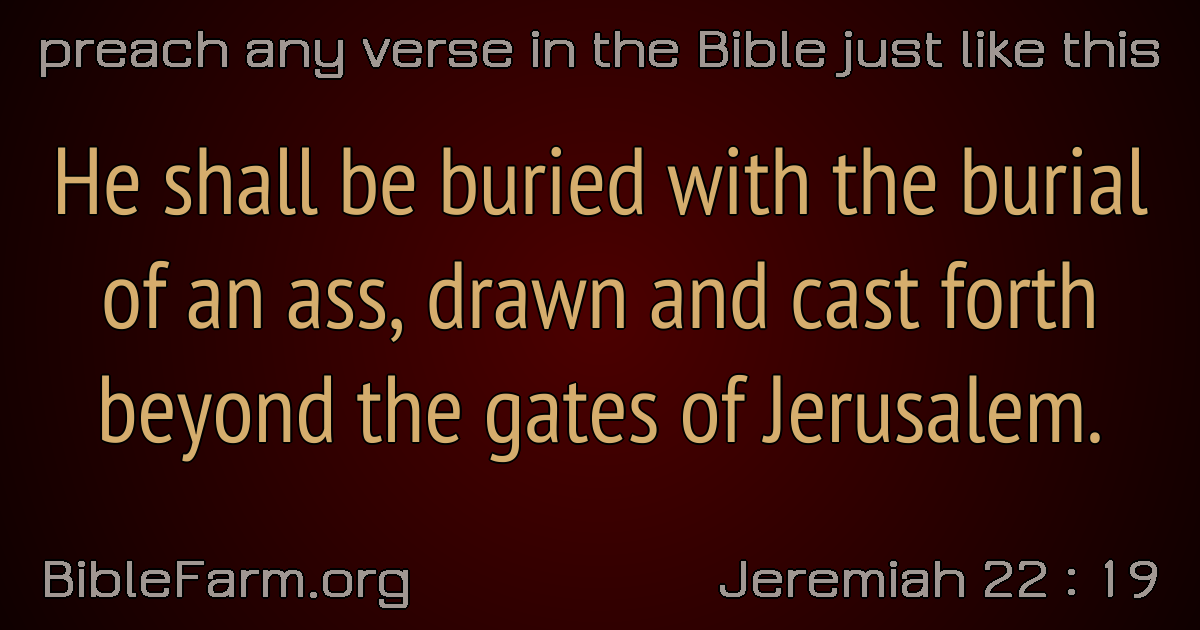 preach any verse in the Bible just like this
He shall be buried with the burial
of an ass, drawn and cast forth
beyond the gates of Jerusalem.
BibleFarm.org
Jeremiah 22 : 19